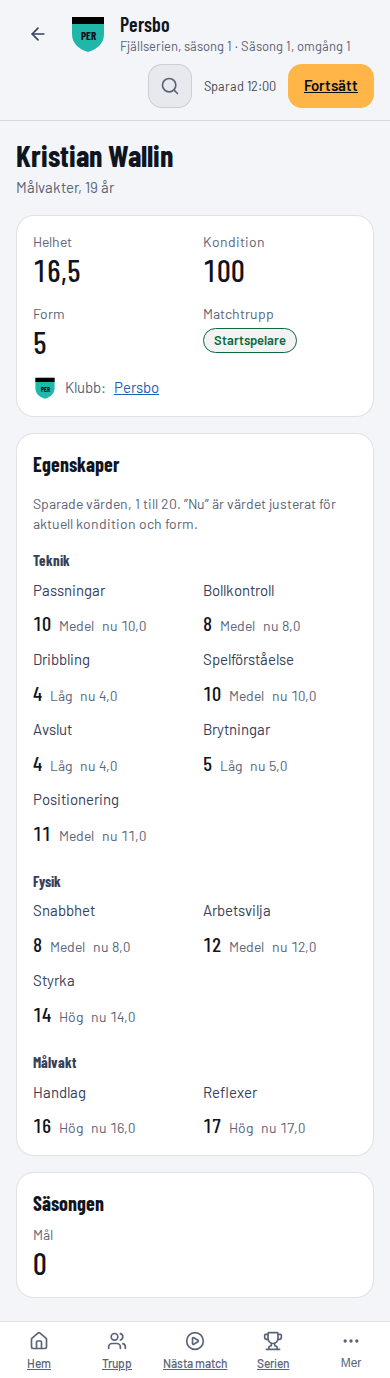 PER
Persbo
Fjällserien, säsong 1 · Säsong 1, omgång 1
Sparad 12:00
Fortsätt
Kristian Wallin
Målvakter, 19 år
Helhet
16,5
Kondition
100
Form
5
Matchtrupp
Startspelare
PER
Klubb: Persbo
Egenskaper
Sparade värden, 1 till 20. ”Nu” är värdet justerat för
aktuell kondition och form.
Teknik
Passningar
10 Medel nu 10,0
Bollkontroll
8 Medel nu 8,0
Dribbling
4 Låg nu 4,0
Spelförståelse
10 Medel nu 10,0
Avslut
4 Låg nu 4,0
Brytningar
5 Låg nu 5,0
Positionering
11 Medel nu 11,0
Fysik
Snabbhet
8 Medel nu 8,0
Arbetsvilja
12 Medel nu 12,0
Styrka
14 Hög nu 14,0
Målvakt
Handlag
16 Hög nu 16,0
Reflexer
17 Hög nu 17,0
Säsongen
Mål
0
Hem
Trupp
Nästa match
Serien
Mer